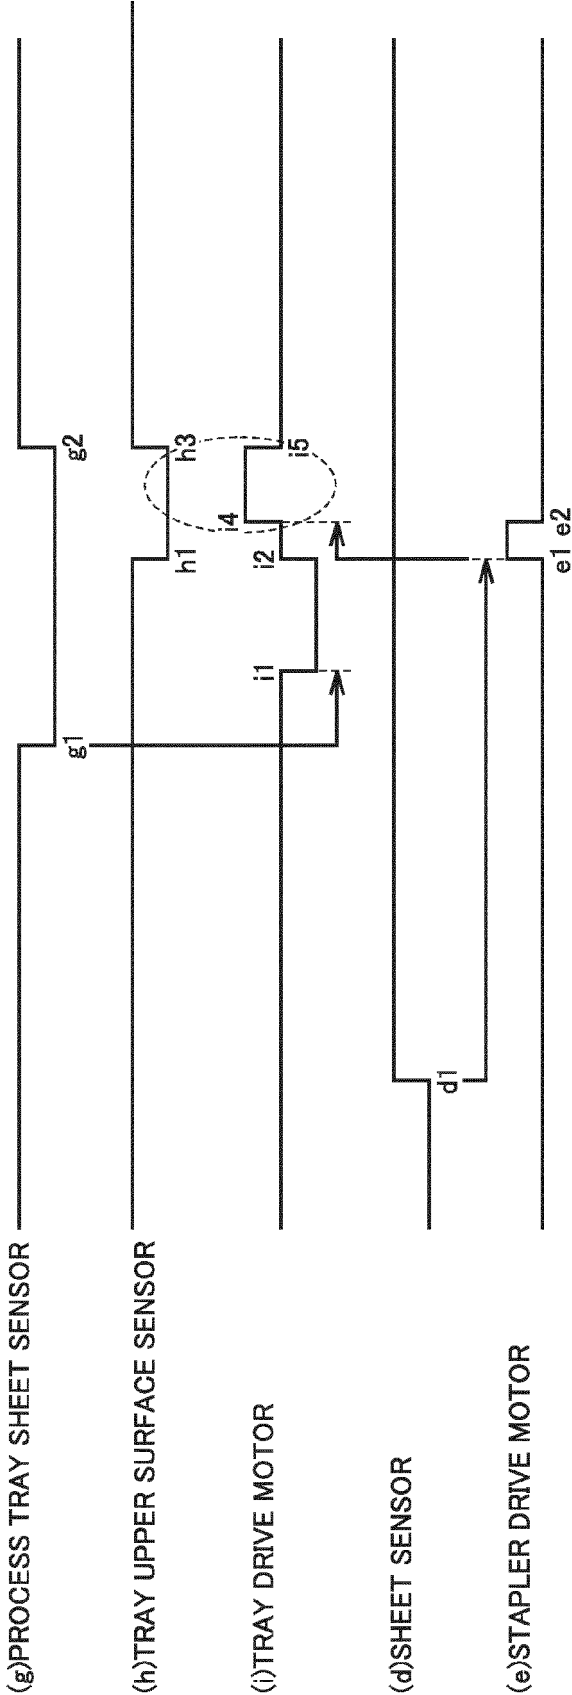 (g)PROCESS TRAY SHEET SENSOR
g1
g2
(h)TRAY UPPER SURFACE SENSOR
h1
h3
(i)TRAY DRIVE MOTOR
i1
i2
i4
i5
(d)SHEET SENSOR
d1
(e)STAPLER DRIVE MOTOR
e1 e2